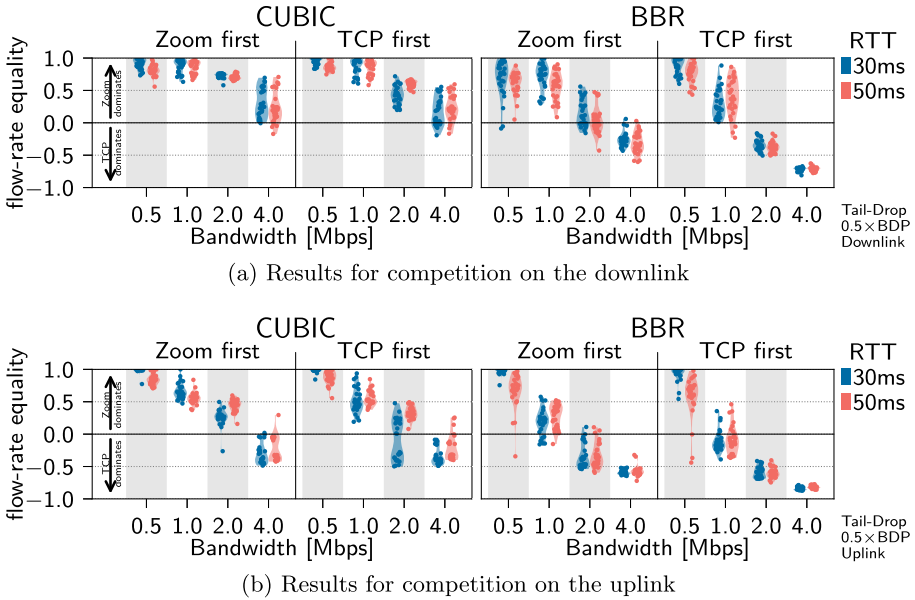 CUBIC BBR
Zoom first TCP first Zoom first TCP first RTT
30ms
50ms
flow-rate equality
1.0
0.5
0.0
−0.5
−1.0
Zoom
dominates
TCP
dominates
0.5 1.0 2.0 4.0 0.5 1.0 2.0 4.0 0.5 1.0 2.0 4.0 0.5 1.0 2.0 4.0
Bandwidth [Mbps] Bandwidth [Mbps]
Tail-Drop
0.5×BDP
Downlink
(a) Results for competition on the downlink
CUBIC BBR
Zoom first TCP first Zoom first TCP first RTT
30ms
50ms
flow-rate equality
1.0
0.5
0.0
−0.5
−1.0
Zoom
dominates
TCP
dominates
0.5 1.0 2.0 4.0 0.5 1.0 2.0 4.0 0.5 1.0 2.0 4.0 0.5 1.0 2.0 4.0
Bandwidth [Mbps] Bandwidth [Mbps]
Tail-Drop
0.5×BDP
Uplink
(b) Results for competition on the uplink